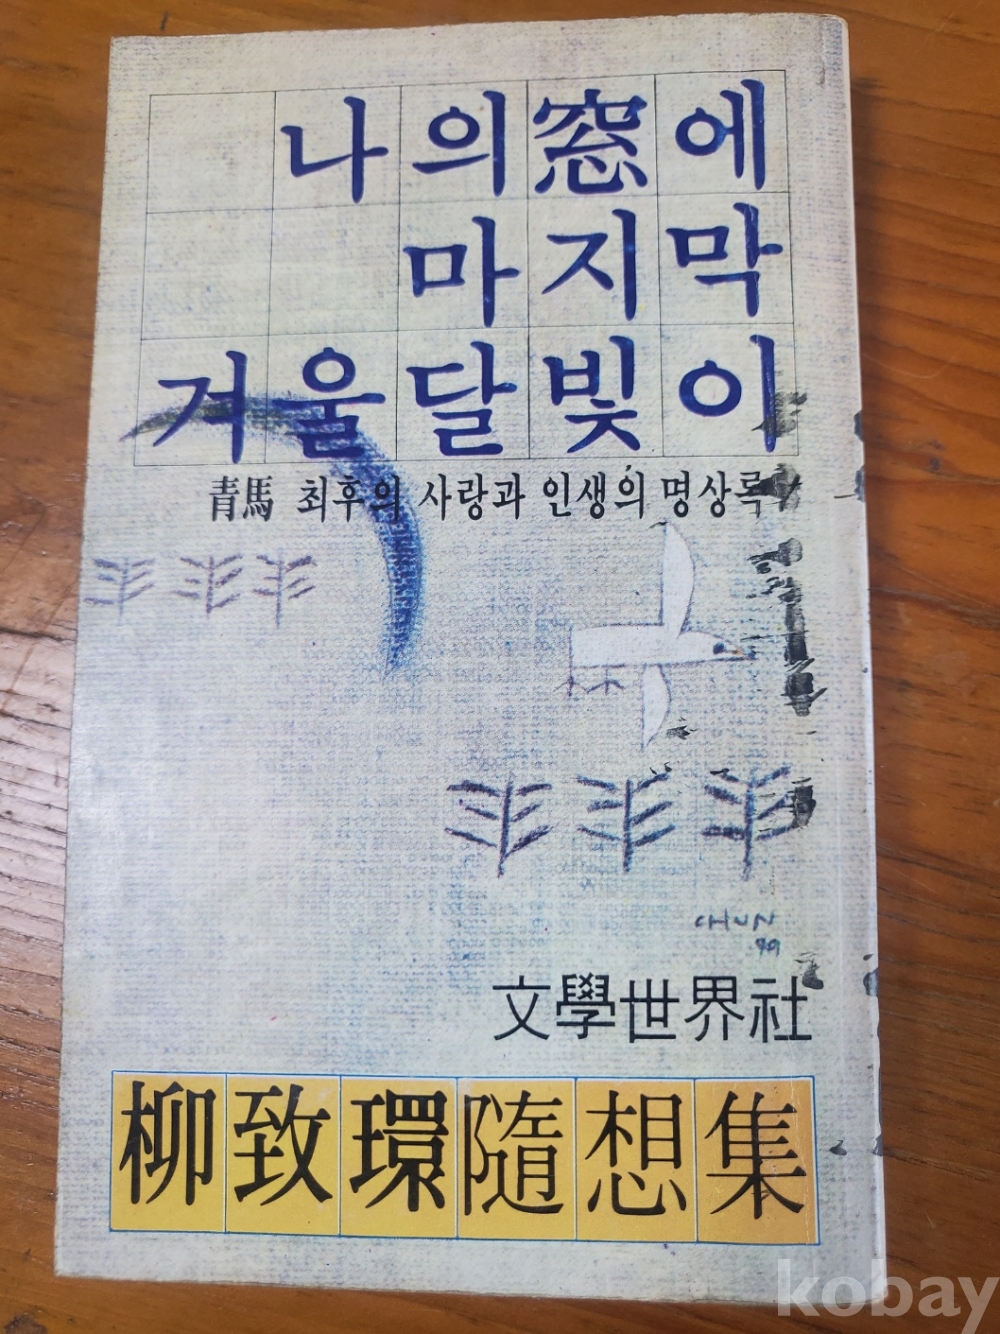 나의窓에
마지막
겨울달빛이
青馬 최후의 사랑과 인생의 명상록
CHUN
79
文學世界社
柳致環隨想集
kobay